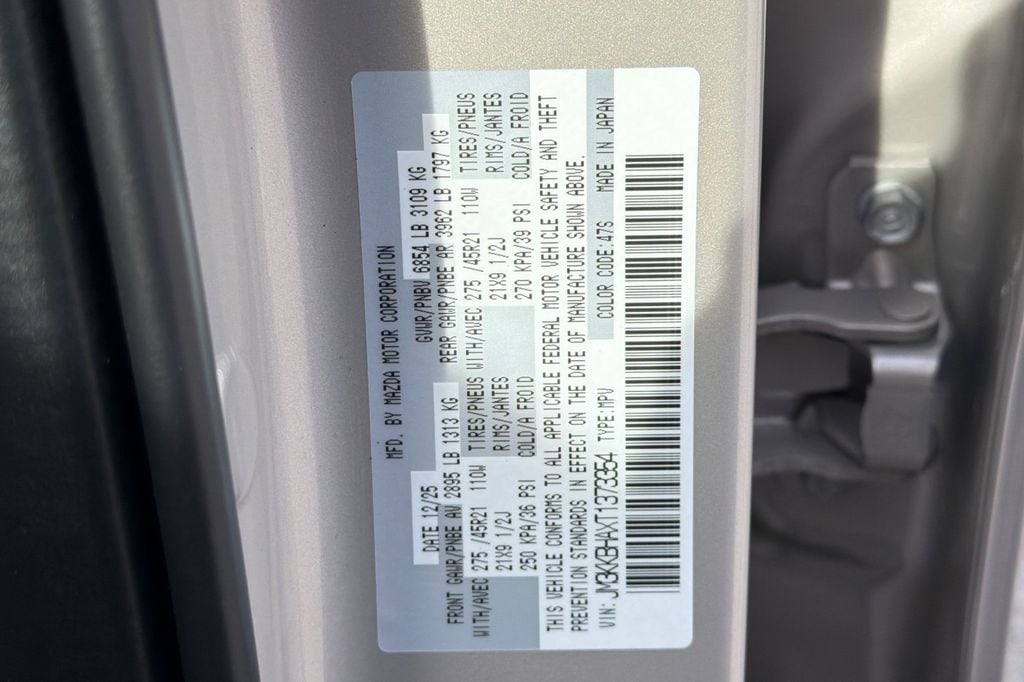 MFD. BY MAZDA MOTOR CORPORATION
DATE 12/25 GVWR/PNBV 6854 LB 3109 KG
FRONT GAWR/PNBE AV 2895 LB 1313 KG REAR GAWR/PNBE AR 3962 LB 1797 KG
WITH/AVEC 275 /45R21 110W TIRES/PNEUS WITH/AVEC 275 /45R21 110W TIRES/PNEUS
21X9 1/2J RIMS/JANTES 21X9 1/2J RIMS/JANTES
250 KPA/36 PSI COLD/A FROID 270 KPA/39 PSI COLD/A FROID
THIS VEHICLE CONFORMS TO ALL APPLICABLE FEDERAL MOTOR VEHICLE SAFETY AND THEFT
PREVENTION STANDARDS IN EFFECT ON THE DATE OF MANUFACTURE SHOWN ABOVE.
VIN: JM3KKBHAXT1373354 TYPE:MPV COLOR CODE:47S MADE IN JAPAN